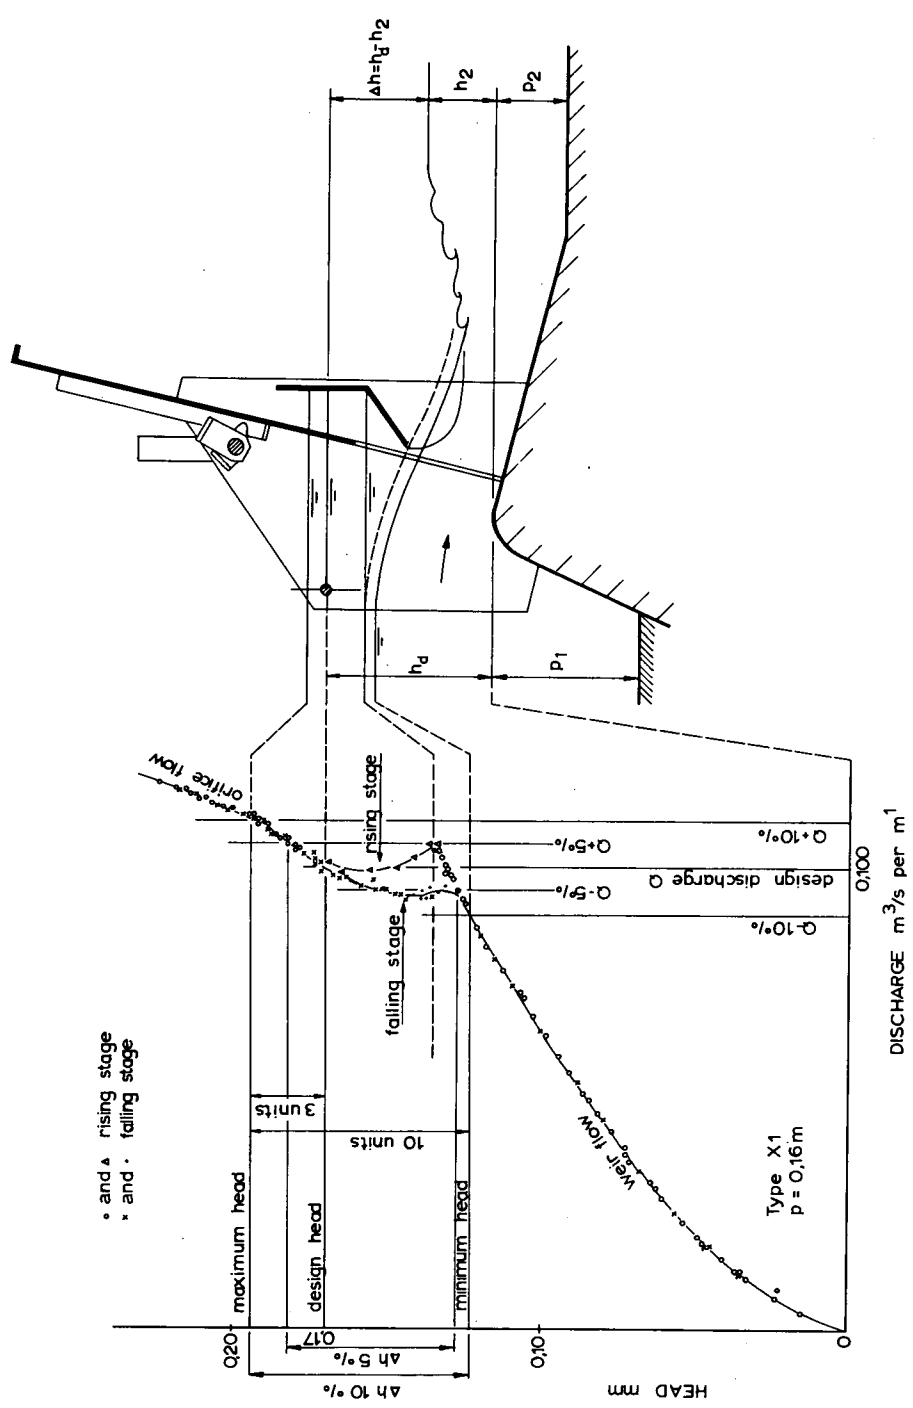 Δh=hd-h2
h2
p2
hd
p1
orifice flow
rising stage
falling stage
Q+5%
Q+10%
design discharge Q
Q-5%
Q-10%
0,100
DISCHARGE m³/s per m¹
∘ and ▵ rising stage
× and · falling stage
3 units
10 units
maximum head
design head
minimum head
weir flow
Type X1
p = 0,16m
0,20
0,17
0,10
0
Δh 5%
Δh 10%
HEAD mm